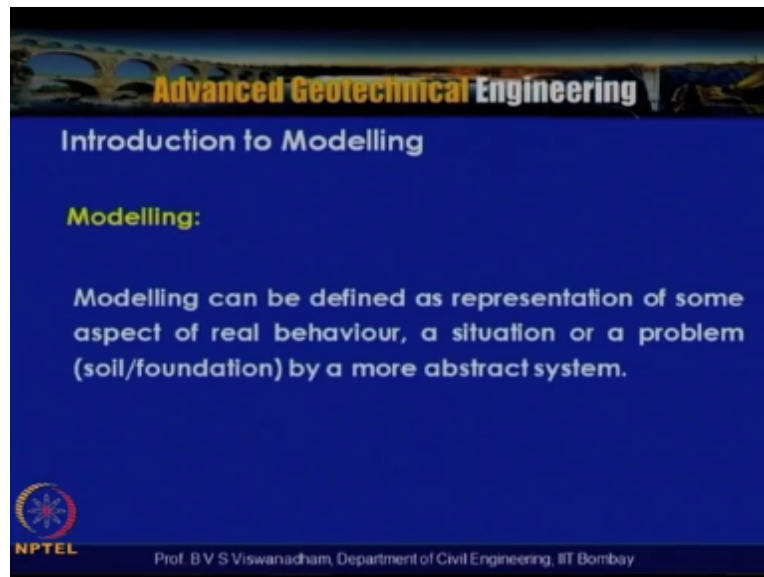 Advanced Geotechnical Engineering
Introduction to Modelling
Modelling:
Modelling can be defined as representation of some
aspect of real behaviour, a situation or a problem
(soil/foundation) by a more abstract system.
NPTEL
Prof. B V S Viswanadham, Department of Civil Engineering, IIT Bombay